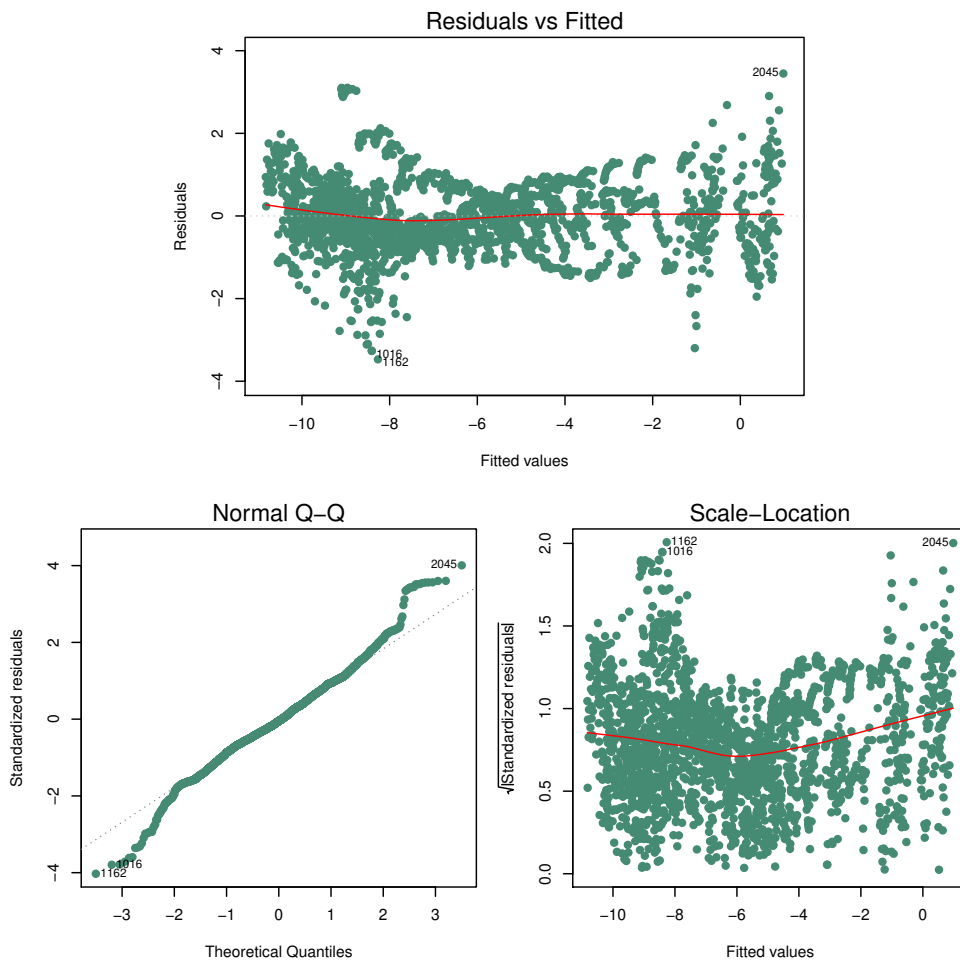 Residuals vs Fitted
4
2
0
−2
−4
Residuals
2045
1016
1162
−10 −8 −6 −4 −2 0
Fitted values
Normal Q−Q
4
2
0
−2
−4
Standardized residuals
2045
1016
1162
−3 −2 −1 0 1 2 3
Theoretical Quantiles
Scale−Location
2.0
1.5
1.0
0.5
0.0
√|Standardized residuals|
1162
1016
2045
−10 −8 −6 −4 −2 0
Fitted values